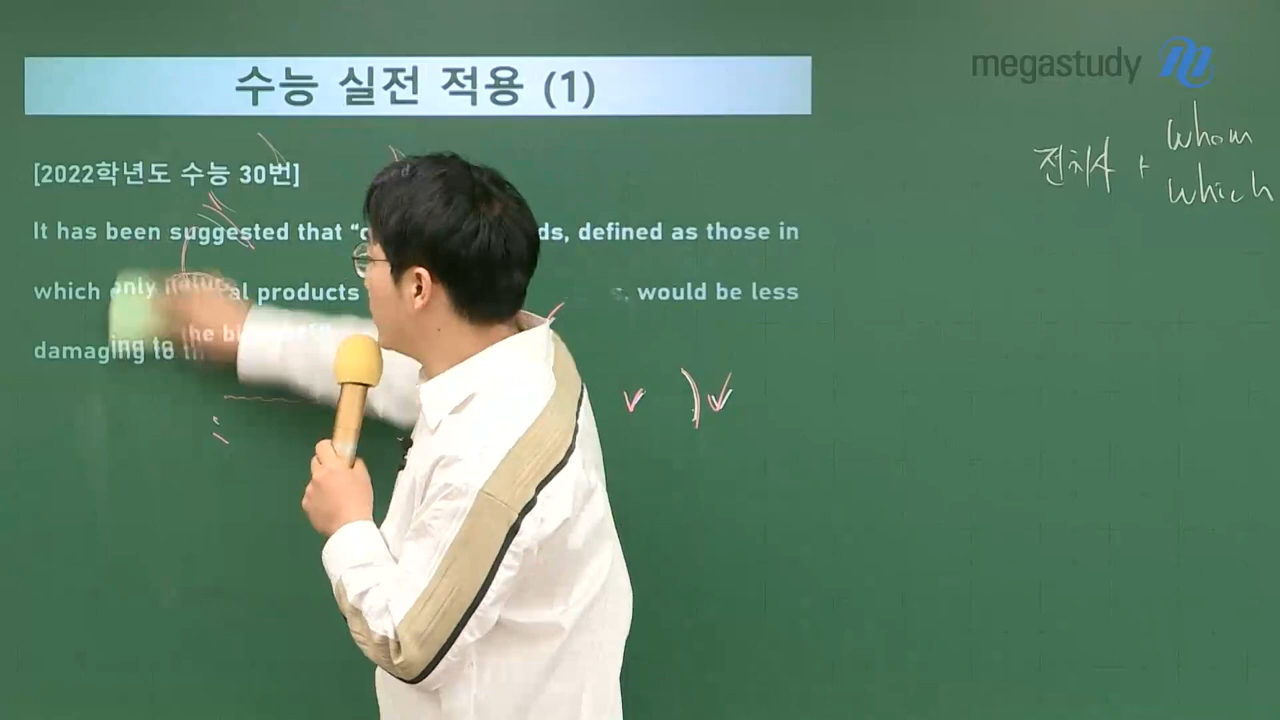 수능 실전 적용 (1)
megastudy
전치사 + whom
which
[2022학년도 수능 30번]
It has been suggested that “ ds, defined as those in
which only natural products , would be less
damaging to